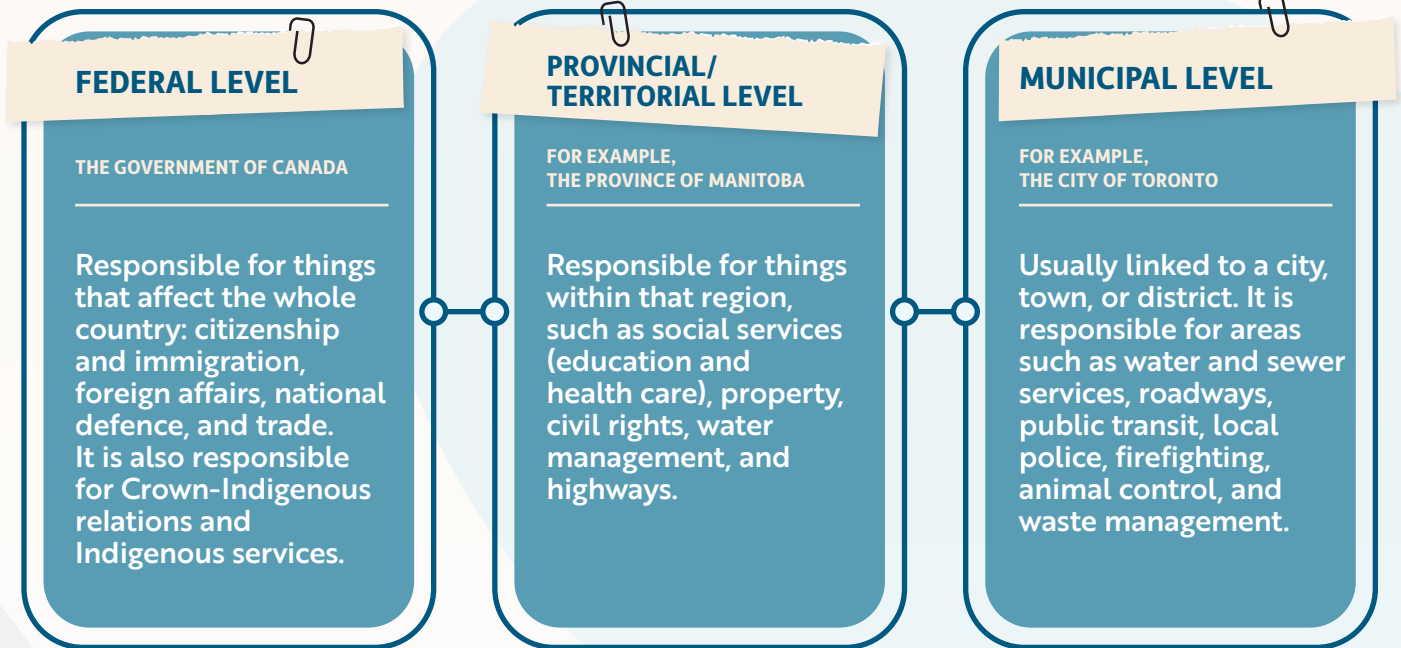 FEDERAL LEVEL
THE GOVERNMENT OF CANADA
Responsible for things
that affect the whole
country: citizenship
and immigration,
foreign affairs, national
defence, and trade.
It is also responsible
for Crown-Indigenous
relations and
Indigenous services.
PROVINCIAL/
TERRITORIAL LEVEL
FOR EXAMPLE,
THE PROVINCE OF MANITOBA
Responsible for things
within that region,
such as social services
(education and
health care), property,
civil rights, water
management, and
highways.
MUNICIPAL LEVEL
FOR EXAMPLE,
THE CITY OF TORONTO
Usually linked to a city,
town, or district. It is
responsible for areas
such as water and sewer
services, roadways,
public transit, local
police, firefighting,
animal control, and
waste management.